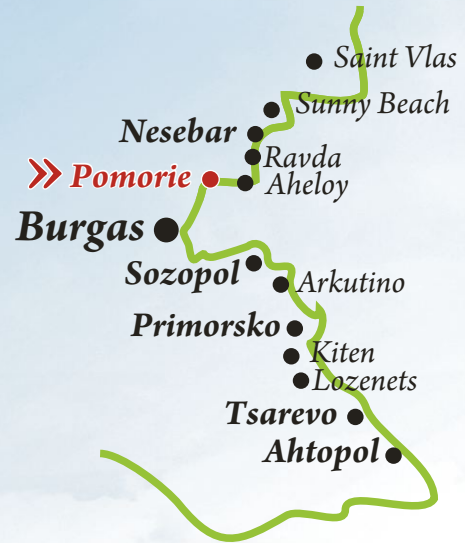 Saint Vlas
Sunny Beach
Nesebar
Ravda
Pomorie
Aheloy
Burgas
Sozopol
Arkutino
Primorsko
Kiten
Lozenets
Tsarevo
Ahtopol